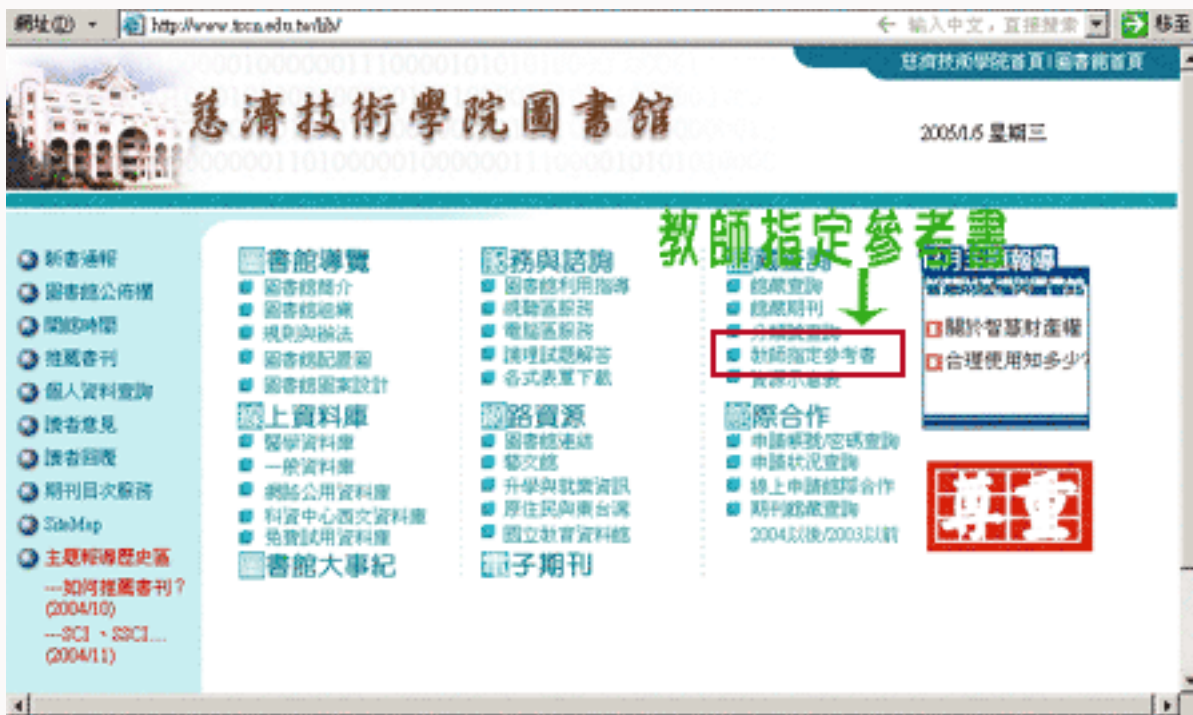 網址(D)
http://www.tccn.edu.tw/lib/
輸入中文，直接搜索
移至
慈濟技術學院首頁|圖書館首頁
慈濟技術學院圖書館
2005/1/5 星期三
教師指定參考書
新書通報
圖書館公佈欄
開館時間
推薦書刊
個人資料查詢
讀者意見
讀者回覆
期刊目次服務
SiteMap
主題報導歷史區
---如何推薦書刊？
(2004/10)
---SCI、SSCI....
(2004/11)
圖書館導覽
圖書館簡介
圖書館組織
規則與辦法
圖書館配置圖
圖書館圖案設計
線上資料庫
醫學資料庫
一般資料庫
網路公用資料庫
科資中心西文資料庫
免費試用資料庫
圖書館大事紀
服務與諮詢
圖書館利用指導
視聽區服務
電腦區服務
護理試題解答
各式表單下載
網路資源
圖書館連結
藝文館
升學與就業資訊
原住民與東台灣
國立教育資料館
電子期刊
館藏查詢
館藏查詢
館藏期刊
分類號查詢
教師指定參考書
資源示意表
館際合作
申請帳號/密碼查詢
申請狀況查詢
線上申請館際合作
期刊館藏查詢
2004以後/2003以前
關於智慧財產權
合理使用知多少?
尊重